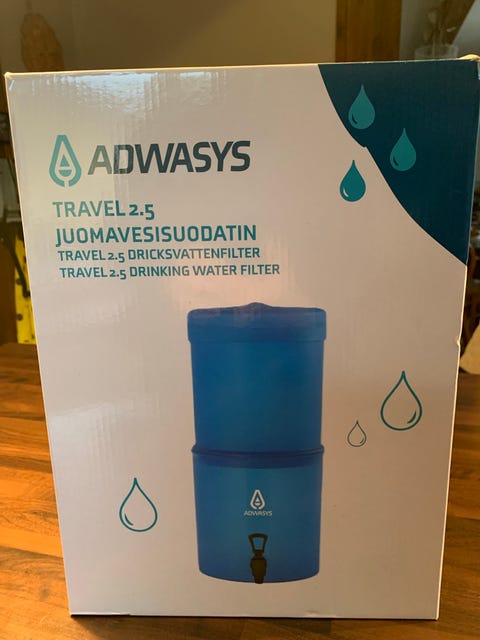 ADWASYS
TRAVEL 2.5
JUOMAVESISUODATIN
TRAVEL 2.5 DRICKSVATTENFILTER
TRAVEL 2.5 DRINKING WATER FILTER
ADWASYS